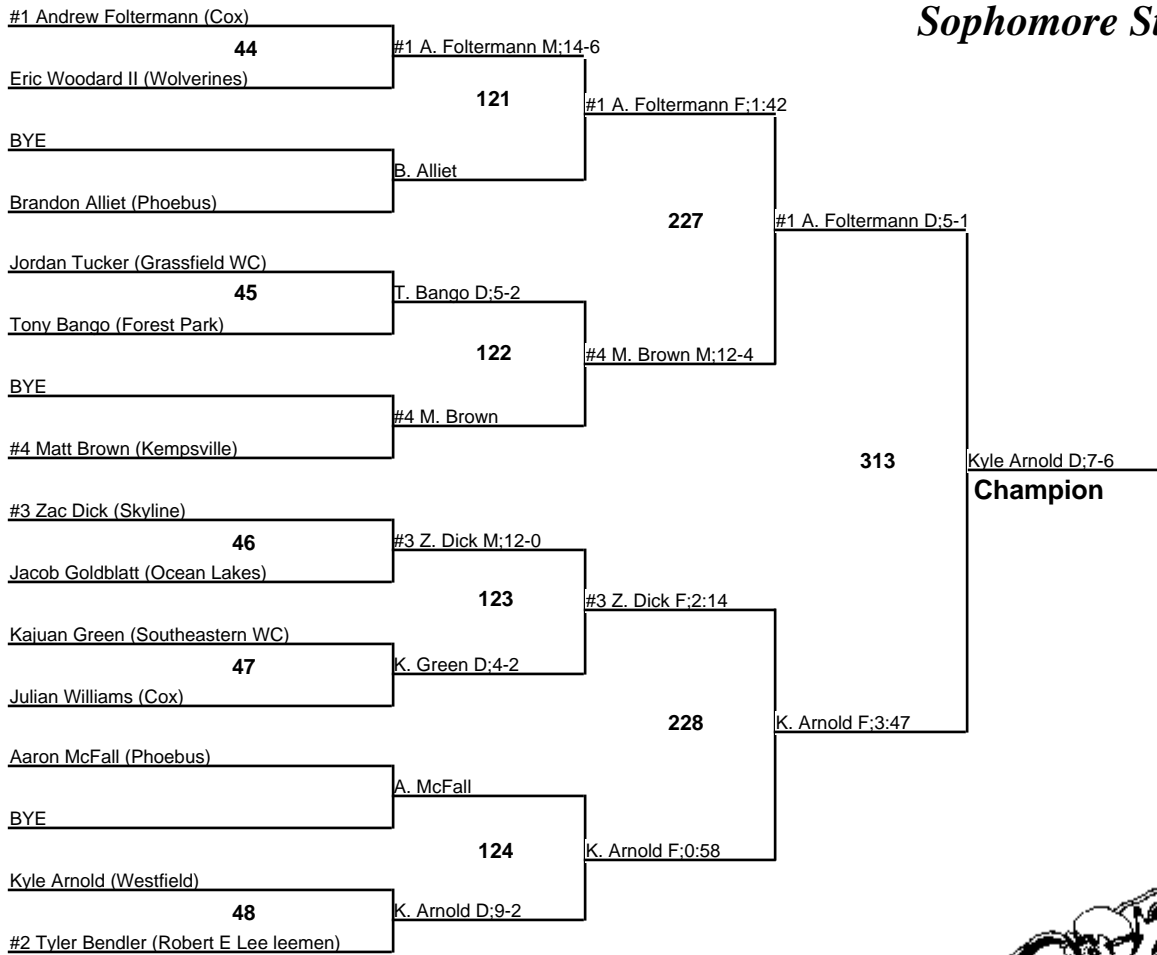 #1 Andrew Foltermann (Cox)
Sophomore St
44
#1 A. Foltermann M;14-6
Eric Woodard II (Wolverines)
121
#1 A. Foltermann F;1:42
BYE
B. Alliet
Brandon Alliet (Phoebus)
227
#1 A. Foltermann D;5-1
Jordan Tucker (Grassfield WC)
45
T. Bango D;5-2
Tony Bango (Forest Park)
122
#4 M. Brown M;12-4
BYE
#4 M. Brown
#4 Matt Brown (Kempsville)
313
Kyle Arnold D;7-6
Champion
#3 Zac Dick (Skyline)
46
#3 Z. Dick M;12-0
Jacob Goldblatt (Ocean Lakes)
123
#3 Z. Dick F;2:14
Kajuan Green (Southeastern WC)
47
K. Green D;4-2
Julian Williams (Cox)
228
K. Arnold F;3:47
Aaron McFall (Phoebus)
A. McFall
BYE
124
K. Arnold F;0:58
Kyle Arnold (Westfield)
48
K. Arnold D;9-2
#2 Tyler Bendler (Robert E Lee leemen)